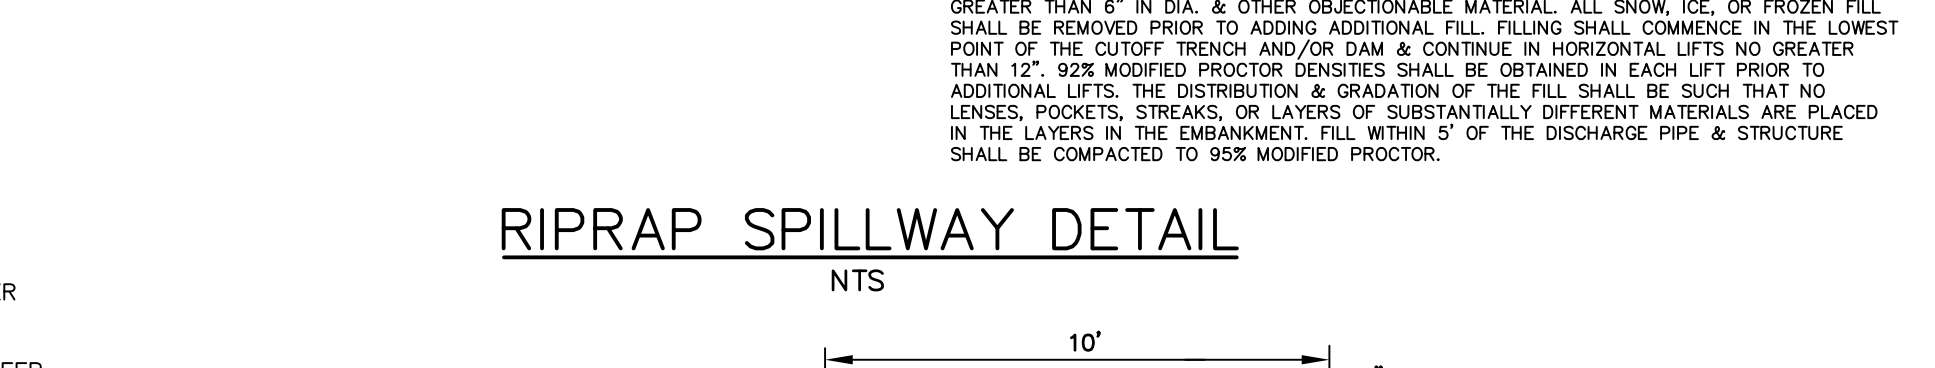 GREATER THAN 6" IN DIA. & OTHER OBJECTIONABLE MATERIAL. ALL SNOW, ICE, OR FROZEN FILL
SHALL BE REMOVED PRIOR TO ADDING ADDITIONAL FILL. FILLING SHALL COMMENCE IN THE LOWEST
POINT OF THE CUTOFF TRENCH AND/OR DAM & CONTINUE IN HORIZONTAL LIFTS NO GREATER
THAN 12". 92% MODIFIED PROCTOR DENSITIES SHALL BE OBTAINED IN EACH LIFT PRIOR TO
ADDITIONAL LIFTS. THE DISTRIBUTION & GRADATION OF THE FILL SHALL BE SUCH THAT NO
LENSES, POCKETS, STREAKS, OR LAYERS OF SUBSTANTIALLY DIFFERENT MATERIALS ARE PLACED
IN THE LAYERS IN THE EMBANKMENT. FILL WITHIN 5' OF THE DISCHARGE PIPE & STRUCTURE
SHALL BE COMPACTED TO 95% MODIFIED PROCTOR.
RIPRAP SPILLWAY DETAIL
NTS
10'